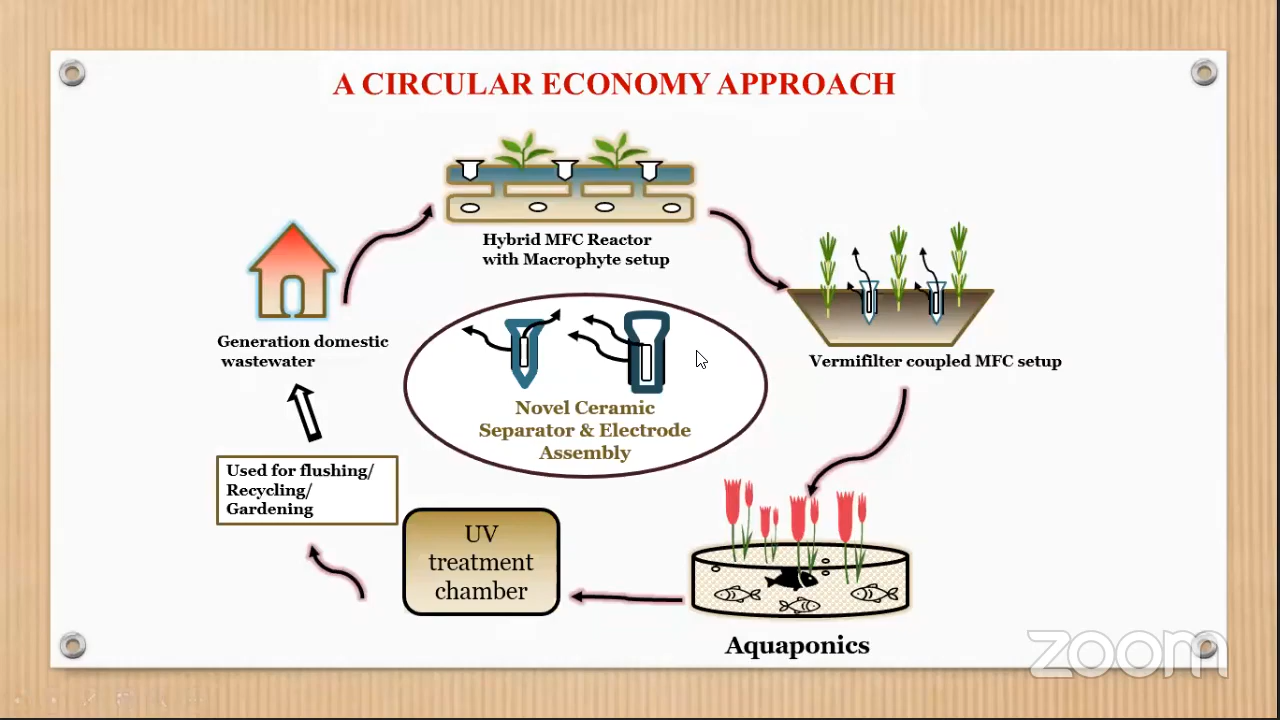 A CIRCULAR ECONOMY APPROACH
Hybrid MFC Reactor
with Macrophyte setup
Generation domestic
wastewater
Vermifilter coupled MFC setup
Novel Ceramic
Separator & Electrode
Assembly
Used for flushing/
Recycling/
Gardening
UV
treatment
chamber
Aquaponics
zoom